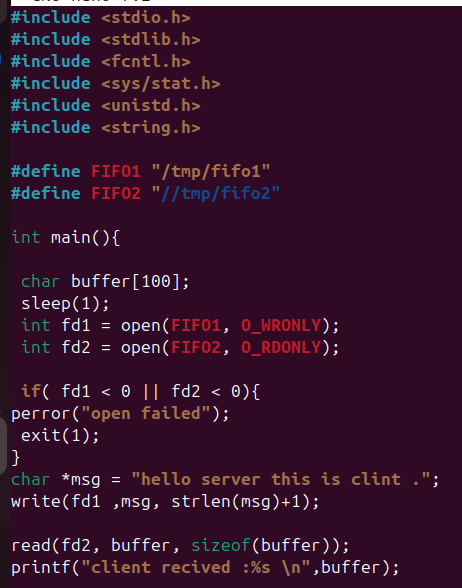 #include <stdio.h>
#include <stdlib.h>
#include <fcntl.h>
#include <sys/stat.h>
#include <unistd.h>
#include <string.h>

#define FIFO1 "/tmp/fifo1"
#define FIFO2 "//tmp/fifo2"

int main(){

 char buffer[100];
 sleep(1);
 int fd1 = open(FIFO1, O_WRONLY);
 int fd2 = open(FIFO2, O_RDONLY);

 if( fd1 < 0 || fd2 < 0){
perror("open failed");
 exit(1);
}
char *msg = "hello server this is clint .";
write(fd1 ,msg, strlen(msg)+1);

read(fd2, buffer, sizeof(buffer));
printf("client recived :%s \n",buffer);